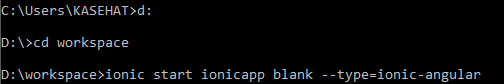 C:\Users\KASEHAT>d:
D:\>cd workspace
D:\workspace>ionic start ionicapp blank --type=ionic-angular